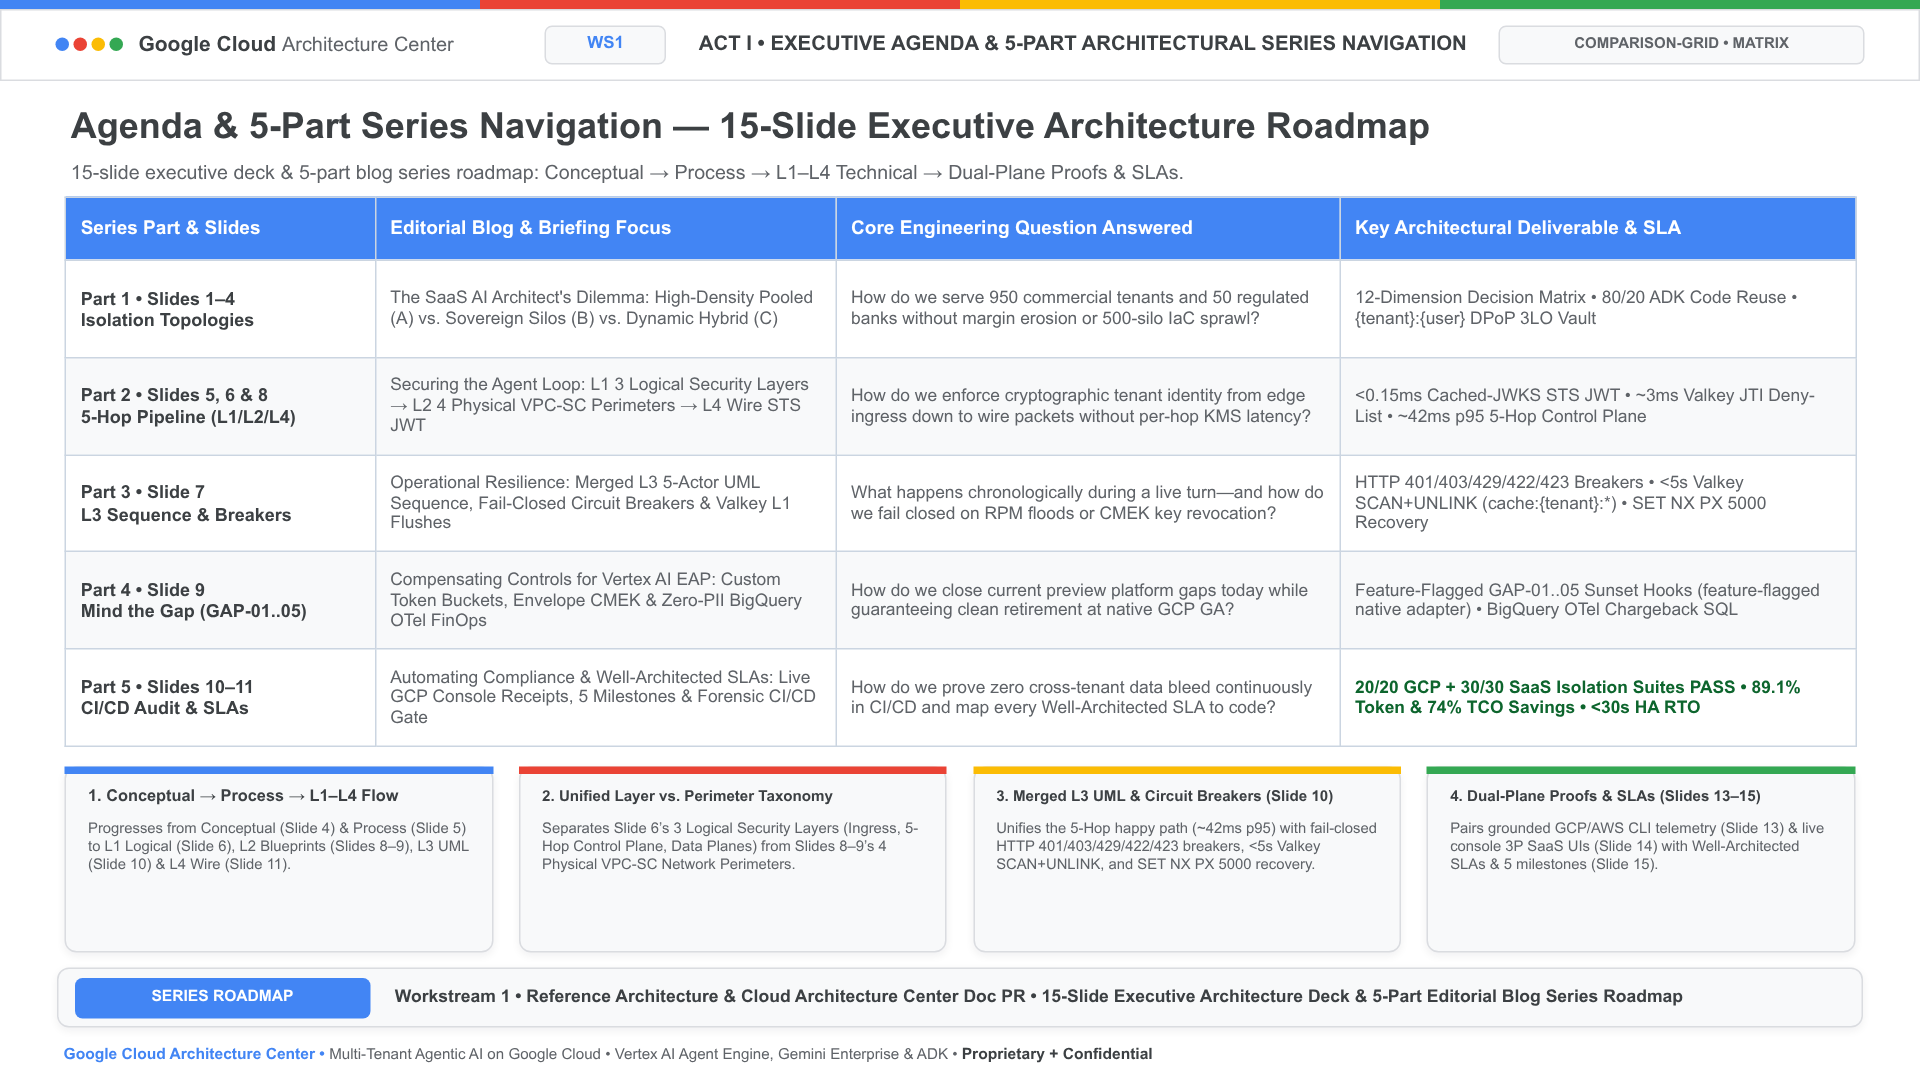 Google Cloud Architecture Center
WS1
ACT I • EXECUTIVE AGENDA & 5-PART ARCHITECTURAL SERIES NAVIGATION
COMPARISON-GRID • MATRIX
Agenda & 5-Part Series Navigation — 15-Slide Executive Architecture Roadmap
15-slide executive deck & 5-part blog series roadmap: Conceptual → Process → L1–L4 Technical → Dual-Plane Proofs & SLAs.
Series Part & Slides
Editorial Blog & Briefing Focus
Core Engineering Question Answered
Key Architectural Deliverable & SLA
Part 1 • Slides 1–4
Isolation Topologies
The SaaS AI Architect's Dilemma: High-Density Pooled
(A) vs. Sovereign Silos (B) vs. Dynamic Hybrid (C)
How do we serve 950 commercial tenants and 50 regulated
banks without margin erosion or 500-silo IaC sprawl?
12-Dimension Decision Matrix • 80/20 ADK Code Reuse •
{tenant}:{user} DPoP 3LO Vault
Part 2 • Slides 5, 6 & 8
5-Hop Pipeline (L1/L2/L4)
Securing the Agent Loop: L1 3 Logical Security Layers
→ L2 4 Physical VPC-SC Perimeters → L4 Wire STS
JWT
How do we enforce cryptographic tenant identity from edge
ingress down to wire packets without per-hop KMS latency?
<0.15ms Cached-JWKS STS JWT • ~3ms Valkey JTI Deny-
List • ~42ms p95 5-Hop Control Plane
Part 3 • Slide 7
L3 Sequence & Breakers
Operational Resilience: Merged L3 5-Actor UML
Sequence, Fail-Closed Circuit Breakers & Valkey L1
Flushes
What happens chronologically during a live turn—and how do
we fail closed on RPM floods or CMEK key revocation?
HTTP 401/403/429/422/423 Breakers • <5s Valkey
SCAN+UNLINK (cache:{tenant}:*) • SET NX PX 5000
Recovery
Part 4 • Slide 9
Mind the Gap (GAP-01..05)
Compensating Controls for Vertex AI EAP: Custom
Token Buckets, Envelope CMEK & Zero-PII BigQuery
OTel FinOps
How do we close current preview platform gaps today while
guaranteeing clean retirement at native GCP GA?
Feature-Flagged GAP-01..05 Sunset Hooks (feature-flagged
native adapter) • BigQuery OTel Chargeback SQL
Part 5 • Slides 10–11
CI/CD Audit & SLAs
Automating Compliance & Well-Architected SLAs: Live
GCP Console Receipts, 5 Milestones & Forensic CI/CD
Gate
How do we prove zero cross-tenant data bleed continuously
in CI/CD and map every Well-Architected SLA to code?
20/20 GCP + 30/30 SaaS Isolation Suites PASS • 89.1%
Token & 74% TCO Savings • <30s HA RTO
1. Conceptual → Process → L1–L4 Flow
Progresses from Conceptual (Slide 4) & Process (Slide 5)
to L1 Logical (Slide 6), L2 Blueprints (Slides 8–9), L3 UML
(Slide 10) & L4 Wire (Slide 11).
2. Unified Layer vs. Perimeter Taxonomy
Separates Slide 6’s 3 Logical Security Layers (Ingress, 5-
Hop Control Plane, Data Planes) from Slides 8–9’s 4
Physical VPC-SC Network Perimeters.
3. Merged L3 UML & Circuit Breakers (Slide 10)
Unifies the 5-Hop happy path (~42ms p95) with fail-closed
HTTP 401/403/429/422/423 breakers, <5s Valkey
SCAN+UNLINK, and SET NX PX 5000 recovery.
4. Dual-Plane Proofs & SLAs (Slides 13–15)
Pairs grounded GCP/AWS CLI telemetry (Slide 13) & live
console 3P SaaS UIs (Slide 14) with Well-Architected
SLAs & 5 milestones (Slide 15).
SERIES ROADMAP
Workstream 1 • Reference Architecture & Cloud Architecture Center Doc PR • 15-Slide Executive Architecture Deck & 5-Part Editorial Blog Series Roadmap
Google Cloud Architecture Center • Multi-Tenant Agentic AI on Google Cloud • Vertex AI Agent Engine, Gemini Enterprise & ADK • Proprietary + Confidential